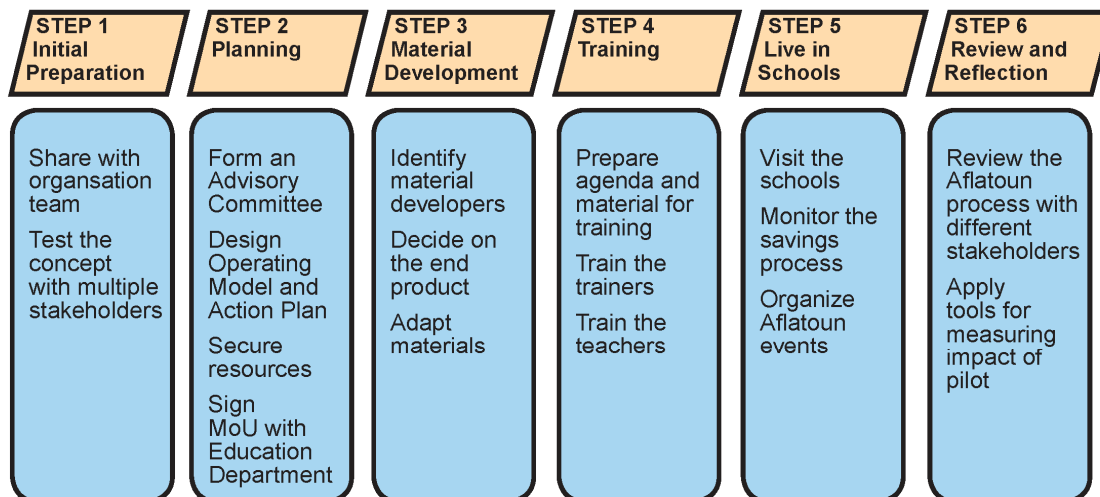 STEP 1
Initial
Preparation
STEP 2
Planning
STEP 3
Material
Development
STEP 4
Training
STEP 5
Live in
Schools
STEP 6
Review and
Reflection
Share with
organsation
team
Test the
concept
with multiple
stakeholders
Form an
Advisory
Committee
Design
Operating
Model and
Action Plan
Secure
resources
Sign
MoU with
Education
Department
Identify
material
developers
Decide on
the end
product
Adapt
materials
Prepare
agenda and
material for
training
Train the
trainers
Train the
teachers
Visit the
schools
Monitor the
savings
process
Organize
Aflatoun
events
Review the
Aflatoun
process with
different
stakeholders
Apply
tools for
measuring
impact of
pilot